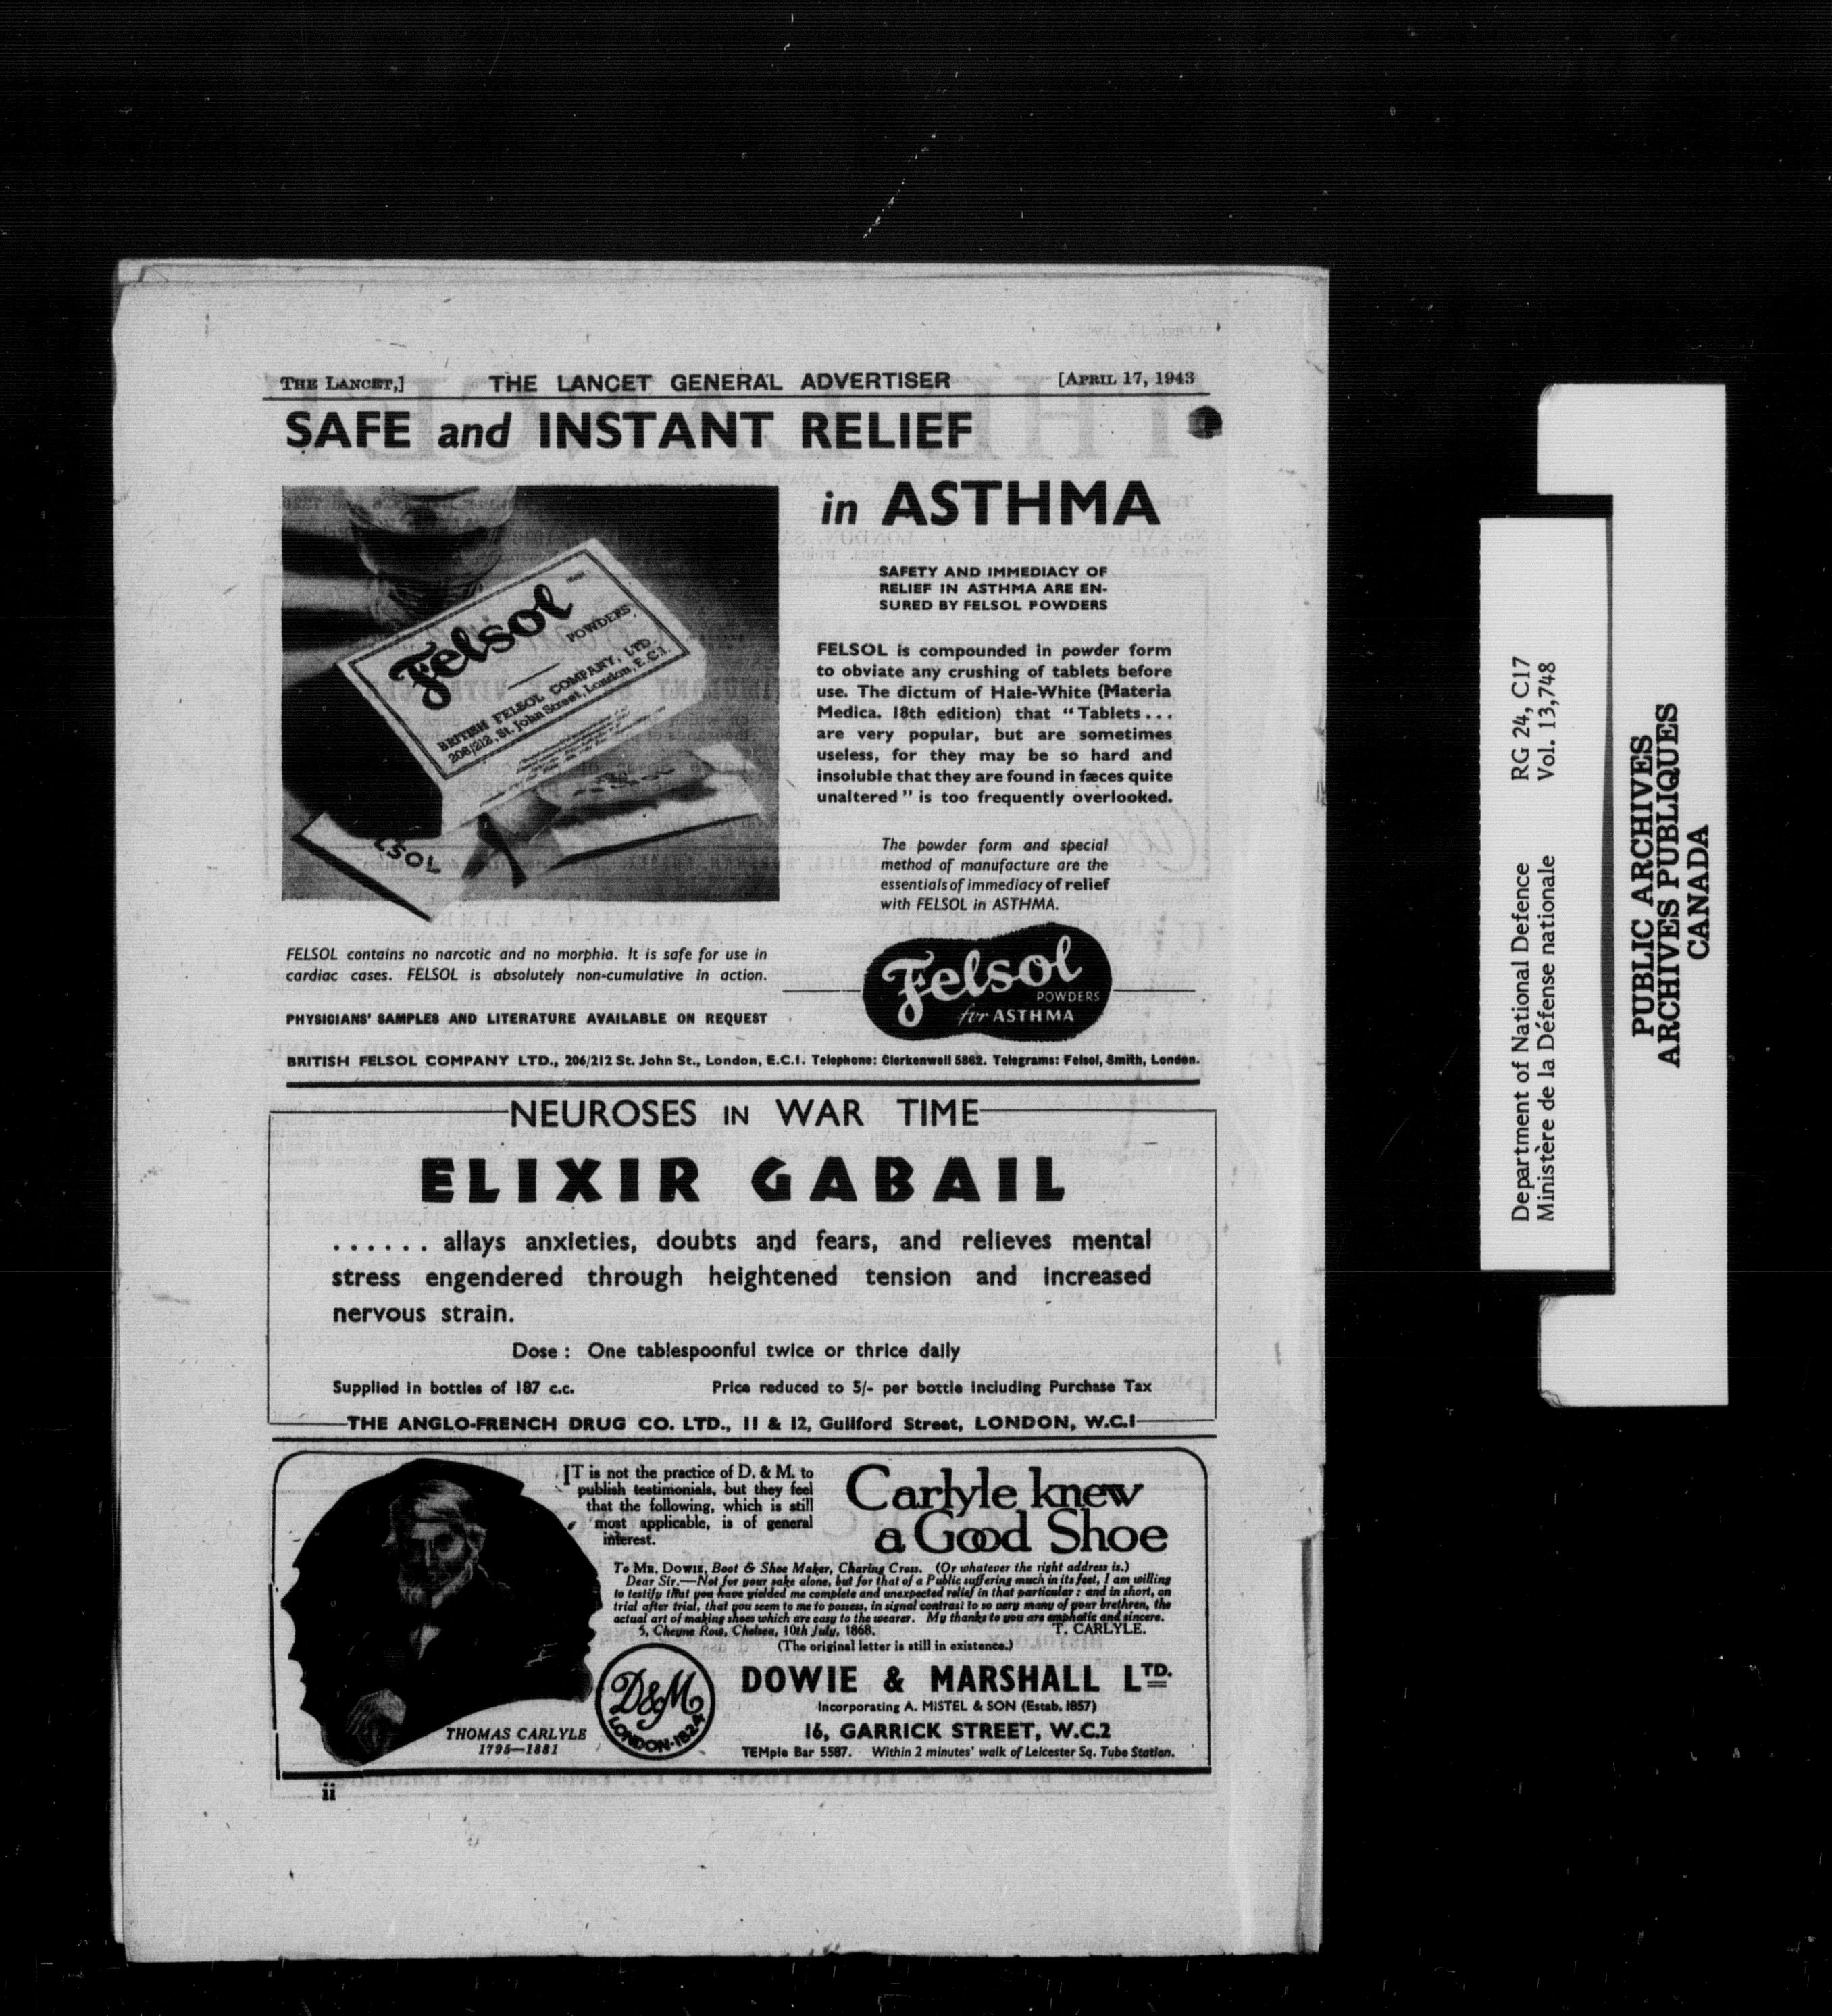 THE LANCET,] THE LANCET GENERAL ADVERTISER [APRIL 17, 1943
SAFE and INSTANT RELIEF
in ASTHMA
Felsol
POWDERS
BRITISH FELSOL COMPANY, LTD.
206/212, St. John Street, London, E.C.1.
LSOL
SAFETY AND IMMEDIACY OF
RELIEF IN ASTHMA ARE EN-
SURED BY FELSOL POWDERS
FELSOL is compounded in powder form
to obviate any crushing of tablets before
use. The dictum of Hale-White (Materia
Medica. 18th edition) that “Tablets...
are very popular, but are sometimes
useless, for they may be so hard and
insoluble that they are found in fæces quite
unaltered” is too frequently overlooked.
The powder form and special
method of manufacture are the
essentials of immediacy of relief
with FELSOL in ASTHMA.
FELSOL contains no narcotic and no morphia. It is safe for use in
cardiac cases. FELSOL is absolutely non-cumulative in action.
PHYSICIANS' SAMPLES AND LITERATURE AVAILABLE ON REQUEST
Felsol
POWDERS
for ASTHMA
BRITISH FELSOL COMPANY LTD., 206/212 St. John St., London, E.C.1. Telephone: Clerkenwell 5862. Telegrams: Felsol, Smith, London.
NEUROSES IN WAR TIME
ELIXIR GABAIL
...... allays anxieties, doubts and fears, and relieves mental
stress engendered through heightened tension and increased
nervous strain.
Dose : One tablespoonful twice or thrice daily
Supplied in bottles of 187 c.c. Price reduced to 5/- per bottle including Purchase Tax
THE ANGLO-FRENCH DRUG CO. LTD., 11 & 12, Guilford Street, LONDON, W.C.1
IT is not the practice of D. & M. to
publish testimonials, but they feel
that the following, which is still
most applicable, is of general
interest.
Carlyle knew
a Good Shoe
To MR. DOWIE, Boot & Shoe Maker, Charing Cross. (Or whatever the right address is.)
Dear Sir.—Not for your sake alone, but for that of a Public suffering much in its feet, I am willing
to testify that you have yielded me complete and unexpected relief in that particular : and in short, on
trial after trial, that you seem to me to possess, in signal contrast to so very many of your brethren, the
actual art of making shoes which are easy to the wearer. My thanks to you are emphatic and sincere.
5, Cheyne Row, Chelsea, 10th July, 1868. T. CARLYLE.
(The original letter is still in existence.)
THOMAS CARLYLE
1795—1881
D&M
LONDON·1824
DOWIE & MARSHALL LTD.
Incorporating A. MISTEL & SON (Estab. 1857)
16, GARRICK STREET, W.C.2
TEMple Bar 5587. Within 2 minutes' walk of Leicester Sq. Tube Station.
ii
Department of National Defence RG 24, C17
Ministère de la Défense nationale Vol. 13,748
PUBLIC ARCHIVES
ARCHIVES PUBLIQUES
CANADA